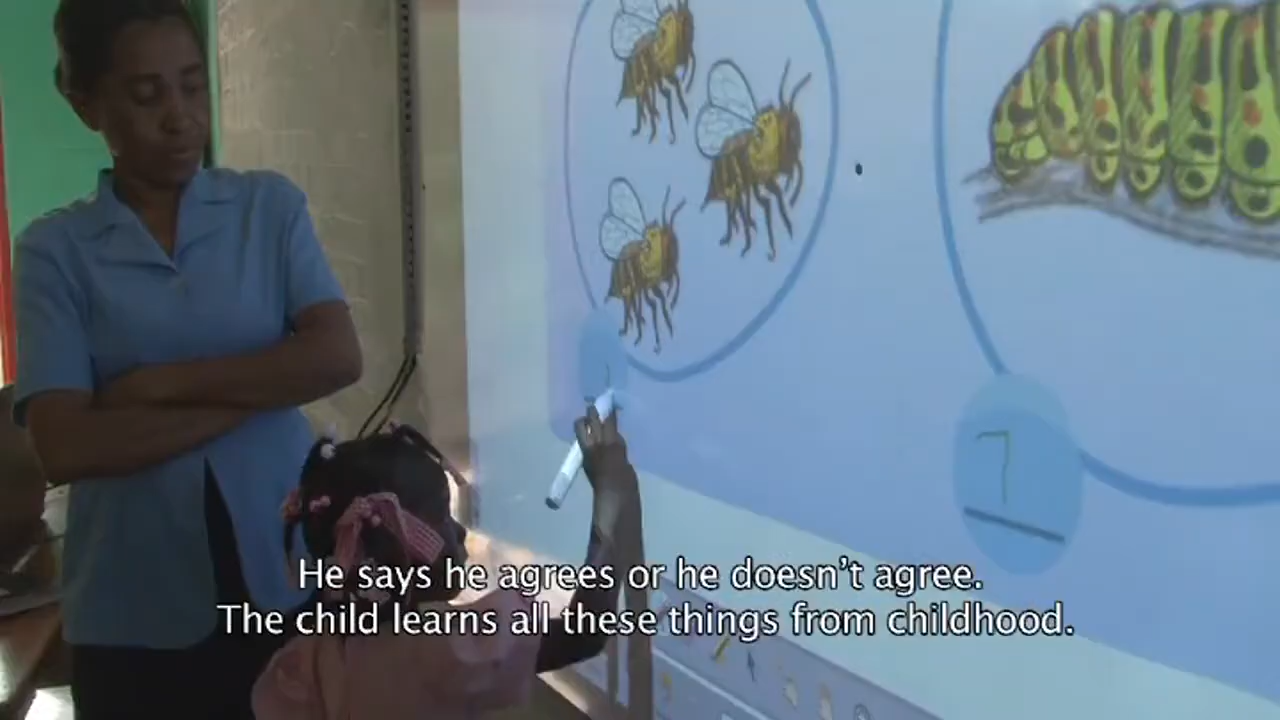 7
He says he agrees or he doesn't agree.
The child learns all these things from childhood.